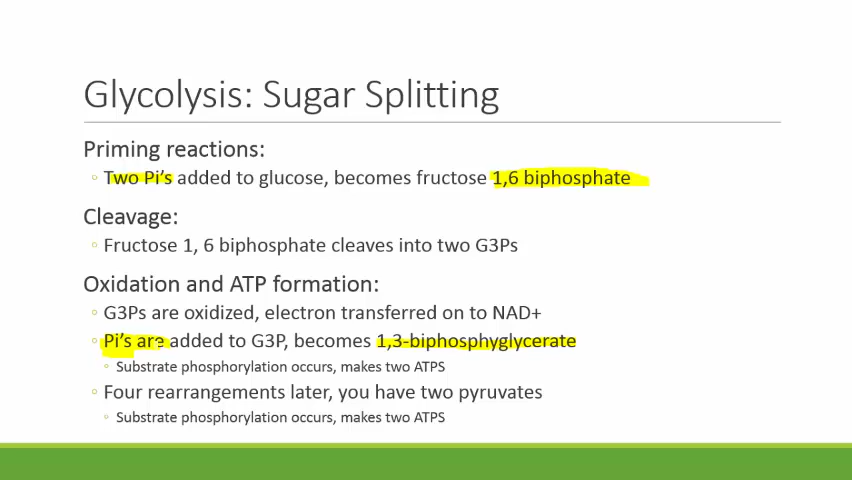 Glycolysis: Sugar Splitting
Priming reactions:
◦ Two Pi's added to glucose, becomes fructose 1,6 biphosphate
Cleavage:
◦ Fructose 1, 6 biphosphate cleaves into two G3Ps
Oxidation and ATP formation:
◦ G3Ps are oxidized, electron transferred on to NAD+
◦ Pi's are added to G3P, becomes 1,3-biphosphyglycerate
◦ Substrate phosphorylation occurs, makes two ATPS
◦ Four rearrangements later, you have two pyruvates
◦ Substrate phosphorylation occurs, makes two ATPS